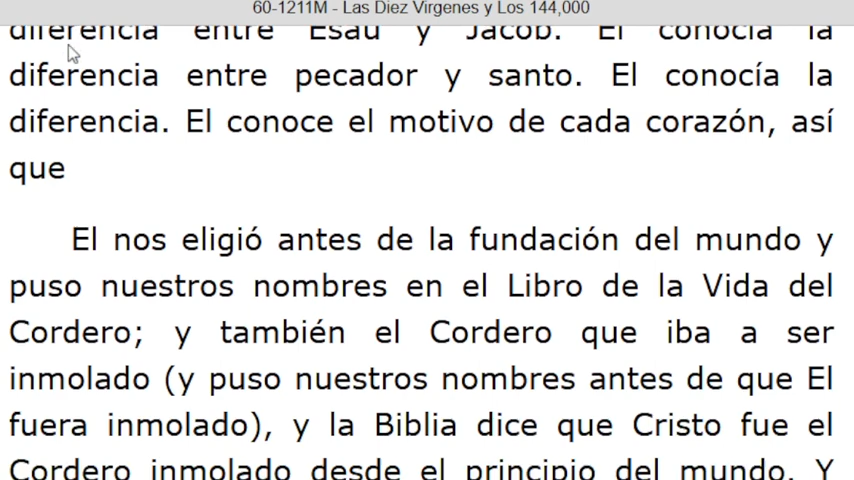 60-1211M - Las Diez Virgenes y Los 144,000
diferencia entre Esaú y Jacob. El conocía la
diferencia entre pecador y santo. El conocía la
diferencia. El conoce el motivo de cada corazón, así
que
El nos eligió antes de la fundación del mundo y
puso nuestros nombres en el Libro de la Vida del
Cordero; y también el Cordero que iba a ser
inmolado (y puso nuestros nombres antes de que El
fuera inmolado), y la Biblia dice que Cristo fue el
Cordero inmolado desde el principio del mundo. Y